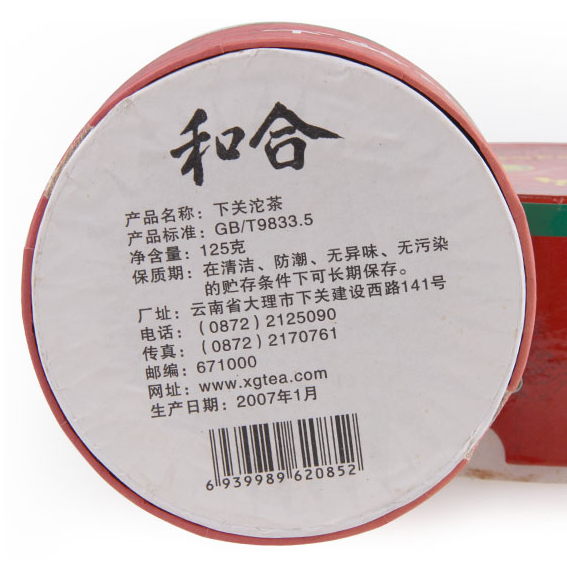 和合
产品名称：下关沱茶
产品标准：GB/T9833.5
净含量：125克
保质期：在清洁、防潮、无异味、无污染
的贮存条件下可长期保存。
厂址：云南省大理市下关建设西路141号
电话：(0872)2125090
传真：(0872)2170761
邮编：671000
网址：www.xgtea.com
生产日期：2007年1月
6 939989 620852